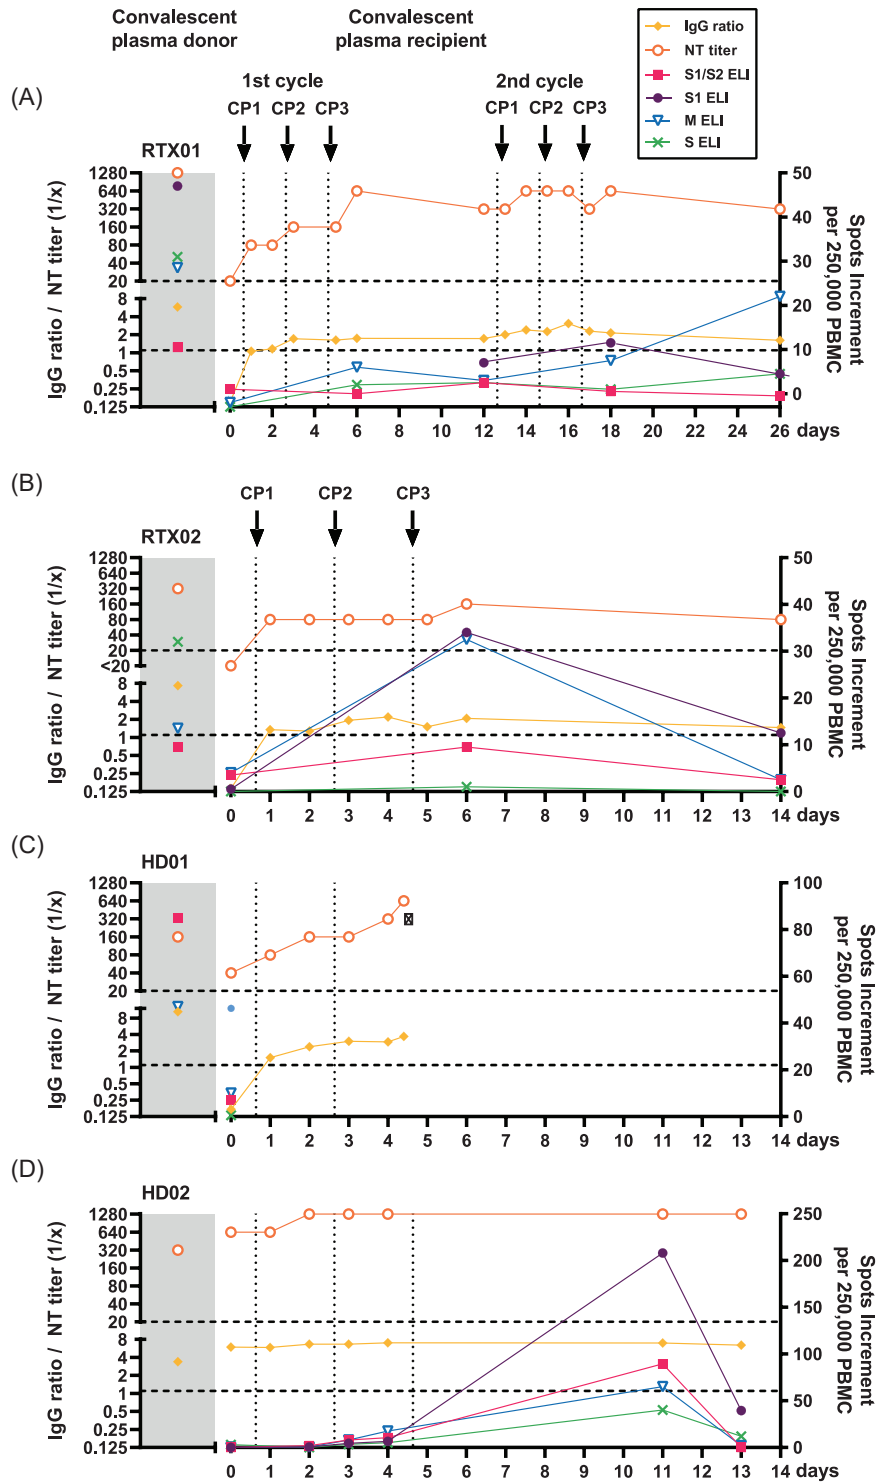 Convalescent
plasma donor
Convalescent
plasma recipient
IgG ratio
NT titer
S1/S2 ELI
S1 ELI
M ELI
S ELI
(A)
1st cycle
2nd cycle
CP1 CP2 CP3 CP1 CP2 CP3
RTX01
IgG ratio / NT titer (1/x)
1280
640
320
160
80
40
20
8
4
2
1
0.5
0.25
0.125
50
40
30
20
10
0
Spots Increment
per 250,000 PBMC
0 2 4 6 8 10 12 14 16 18 20 22 24 26 days
(B)
CP1 CP2 CP3
RTX02
IgG ratio / NT titer (1/x)
1280
640
320
160
80
40
20
<20
8
4
2
1
0.5
0.25
0.125
50
40
30
20
10
0
Spots Increment
per 250,000 PBMC
0 1 2 3 4 5 6 7 8 9 10 11 12 13 14 days
(C)
HD01
IgG ratio / NT titer (1/x)
1280
640
320
160
80
40
20
8
4
2
1
0.5
0.25
0.125
100
80
60
40
20
0
Spots Increment
per 250,000 PBMC
0 1 2 3 4 5 6 7 8 9 10 11 12 13 14 days
(D)
HD02
IgG ratio / NT titer (1/x)
1280
640
320
160
80
40
20
8
4
2
1
0.5
0.25
0.125
250
200
150
100
50
0
Spots Increment
per 250,000 PBMC
0 1 2 3 4 5 6 7 8 9 10 11 12 13 14 days